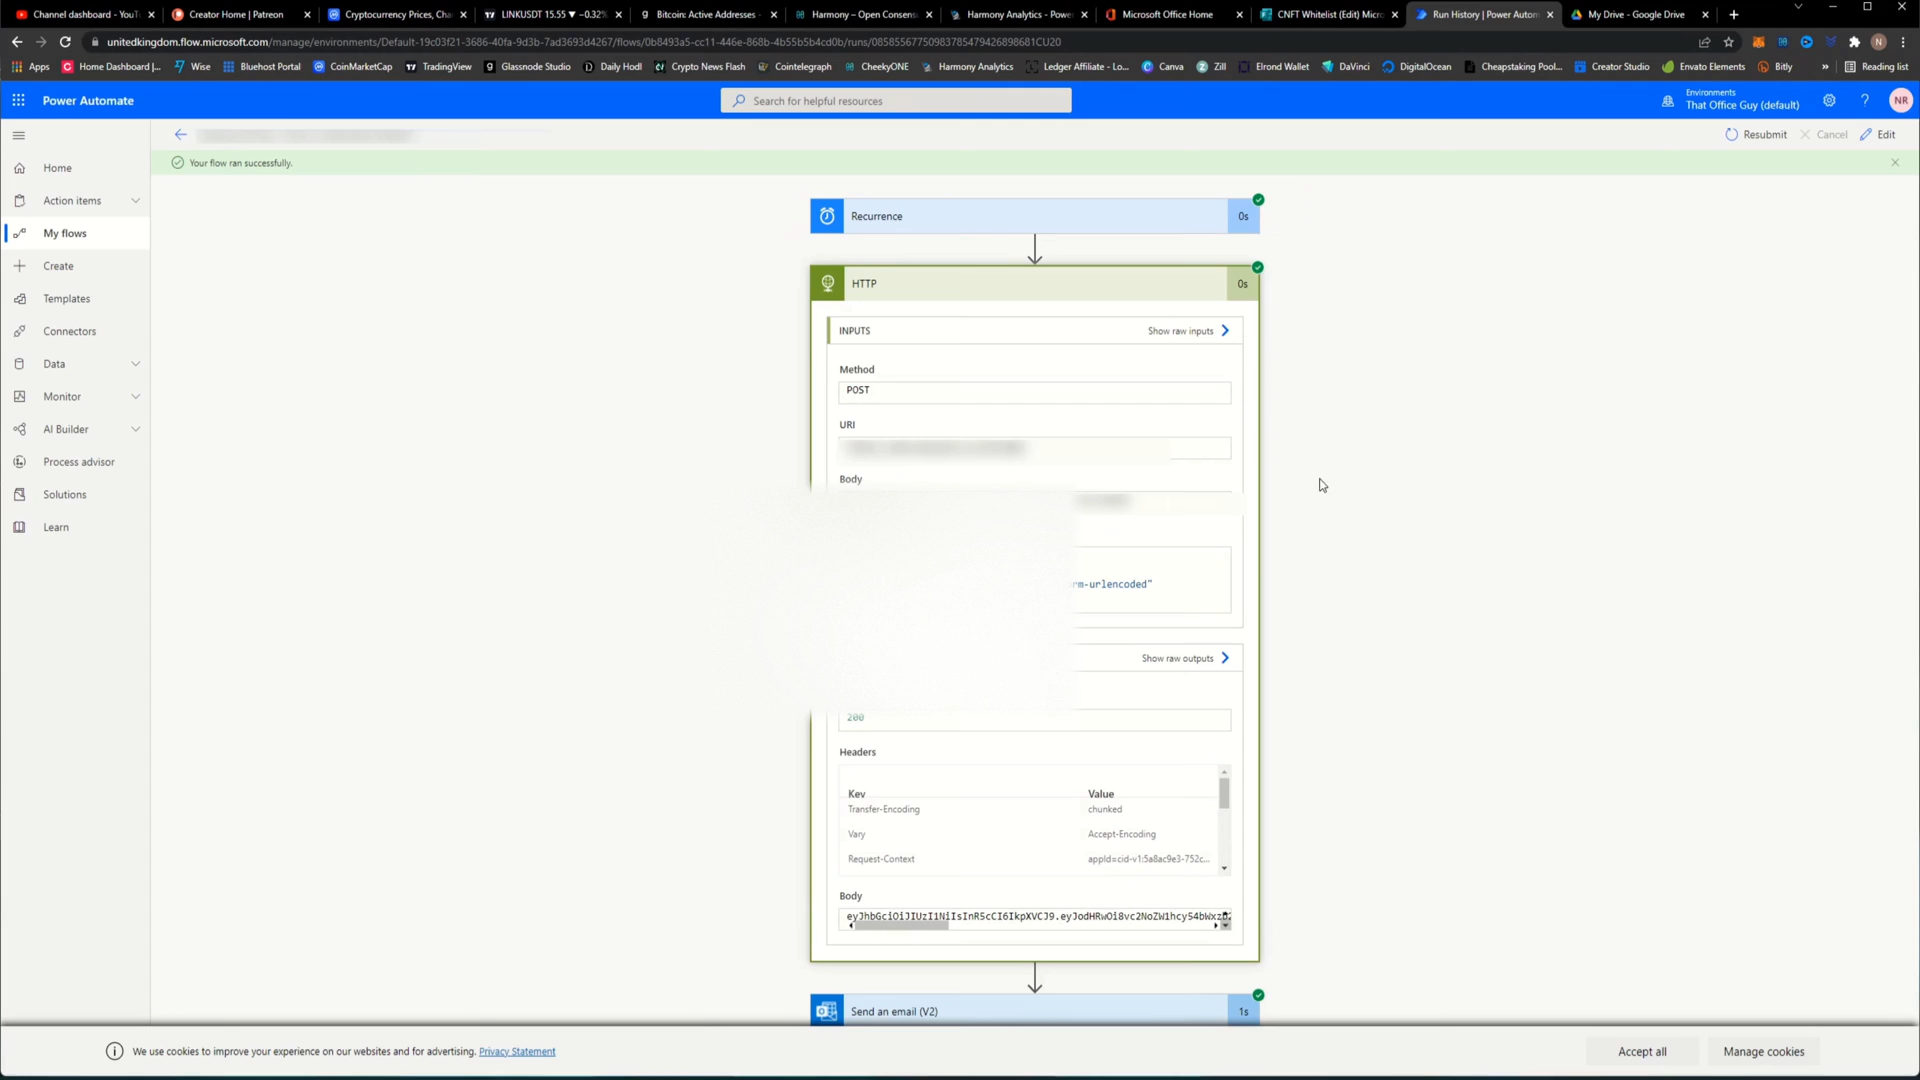 Channel dashboard - YouT
Creator Home | Patreon
Cryptocurrency Prices, Cha
LINKUSDT 15.55 ▼ −0.32%
Bitcoin: Active Addresses -
Harmony – Open Consens
Harmony Analytics - Power
Microsoft Office Home
CNFT Whitelist (Edit) Micro
Run History | Power Autom
My Drive - Google Drive
unitedkingdom.flow.microsoft.com/manage/environments/Default-19c03f21-3686-40fa-9d3b-7ad3693d4267/flows/0b8493a5-cc11-446e-868b-4b55b5b4cd0b/runs/08585567750983785479426898681CU20
Apps
Home Dashboard |...
Wise
Bluehost Portal
CoinMarketCap
TradingView
Glassnode Studio
Daily Hodl
Crypto News Flash
Cointelegraph
CheekyONE
Harmony Analytics
Ledger Affiliate - Lo...
Canva
Zill
Elrond Wallet
DaVinci
DigitalOcean
Cheapstaking Pool...
Creator Studio
Envato Elements
Bitly
»
Reading list
Power Automate
Search for helpful resources
Environments
That Office Guy (default)
?
NR
Resubmit
Cancel
Edit
Your flow ran successfully.
Home
Action items
My flows
Create
Templates
Connectors
Data
Monitor
AI Builder
Process advisor
Solutions
Learn
Recurrence
0s
HTTP
0s
INPUTS
Show raw inputs
Method
POST
URI
Body
rm-urlencoded"
Show raw outputs
200
Headers
Key
Value
Transfer-Encoding
chunked
Vary
Accept-Encoding
Request-Context
appId=cid-v1:5a8ac9e3-752c...
Body
eyJhbGciOiJIUzI1NiIsInR5cCI6IkpXVCJ9.eyJodHRwOi8vc2NoZW1hcy54bWxz
Send an email (V2)
1s
We use cookies to improve your experience on our websites and for advertising. Privacy Statement
Accept all
Manage cookies